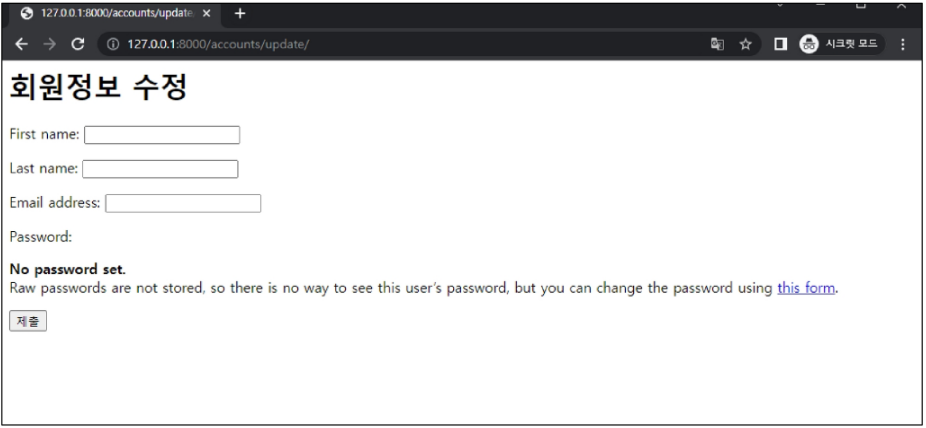 127.0.0.1:8000/accounts/update
127.0.0.1:8000/accounts/update/
시크릿 모드
회원정보 수정
First name:
Last name:
Email address:
Password:
No password set.
Raw passwords are not stored, so there is no way to see this user's password, but you can change the password using this form.
제출